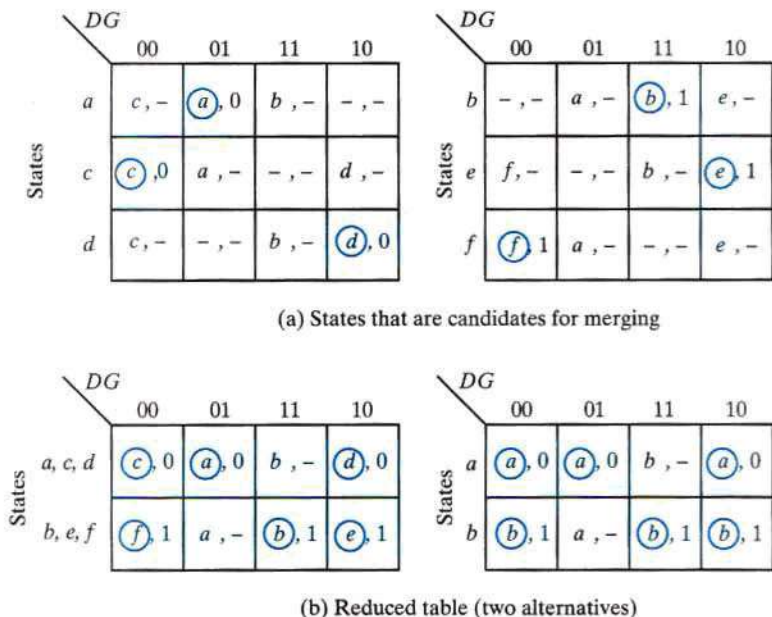 DG DG
00 01 11 10 00 01 11 10
a c , – a , 0 b , – – , – b – , – a , – b , 1 e , –
States c c ,0 a , – – , – d , – States e f, – – , – b , – e , 1
d c , – – , – b , – d , 0 f f , 1 a , – – , – e , –
(a) States that are candidates for merging
DG DG
00 01 11 10 00 01 11 10
States a, c, d c , 0 a , 0 b , – d , 0 States a a , 0 a , 0 b , – a , 0
b, e, f f , 1 a , – b , 1 e , 1 b b , 1 a , – b , 1 b , 1
(b) Reduced table (two alternatives)